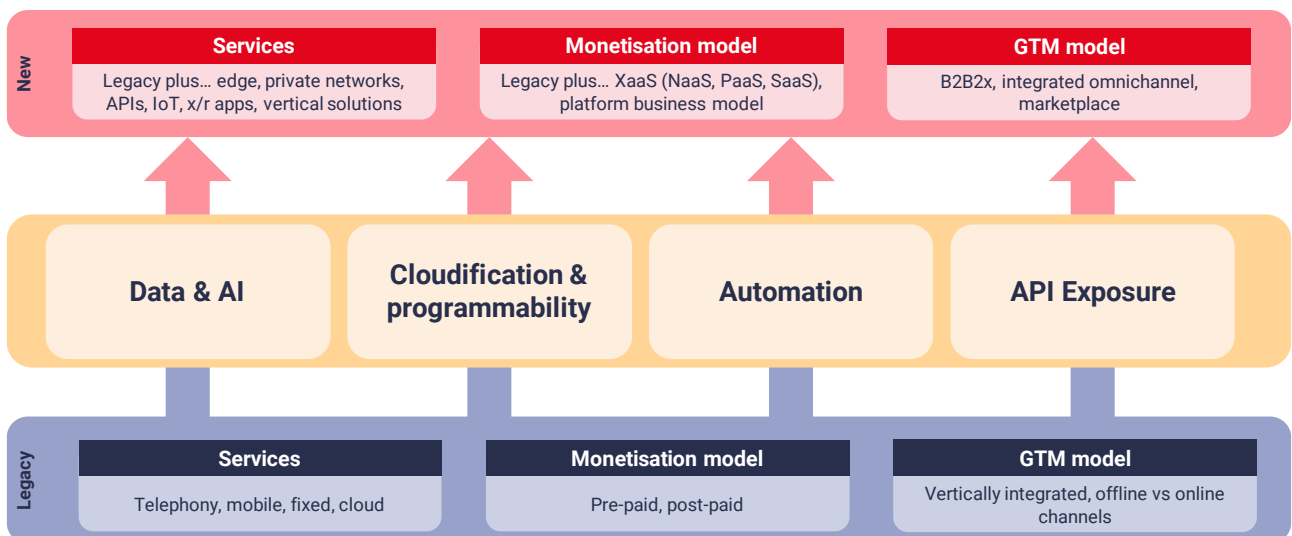 New
Services
Legacy plus… edge, private networks,
APIs, IoT, x/r apps, vertical solutions
Monetisation model
Legacy plus… XaaS (NaaS, PaaS, SaaS),
platform business model
GTM model
B2B2x, integrated omnichannel,
marketplace
Data & AI
Cloudification &
programmability
Automation
API Exposure
Legacy
Services
Telephony, mobile, fixed, cloud
Monetisation model
Pre-paid, post-paid
GTM model
Vertically integrated, offline vs online
channels